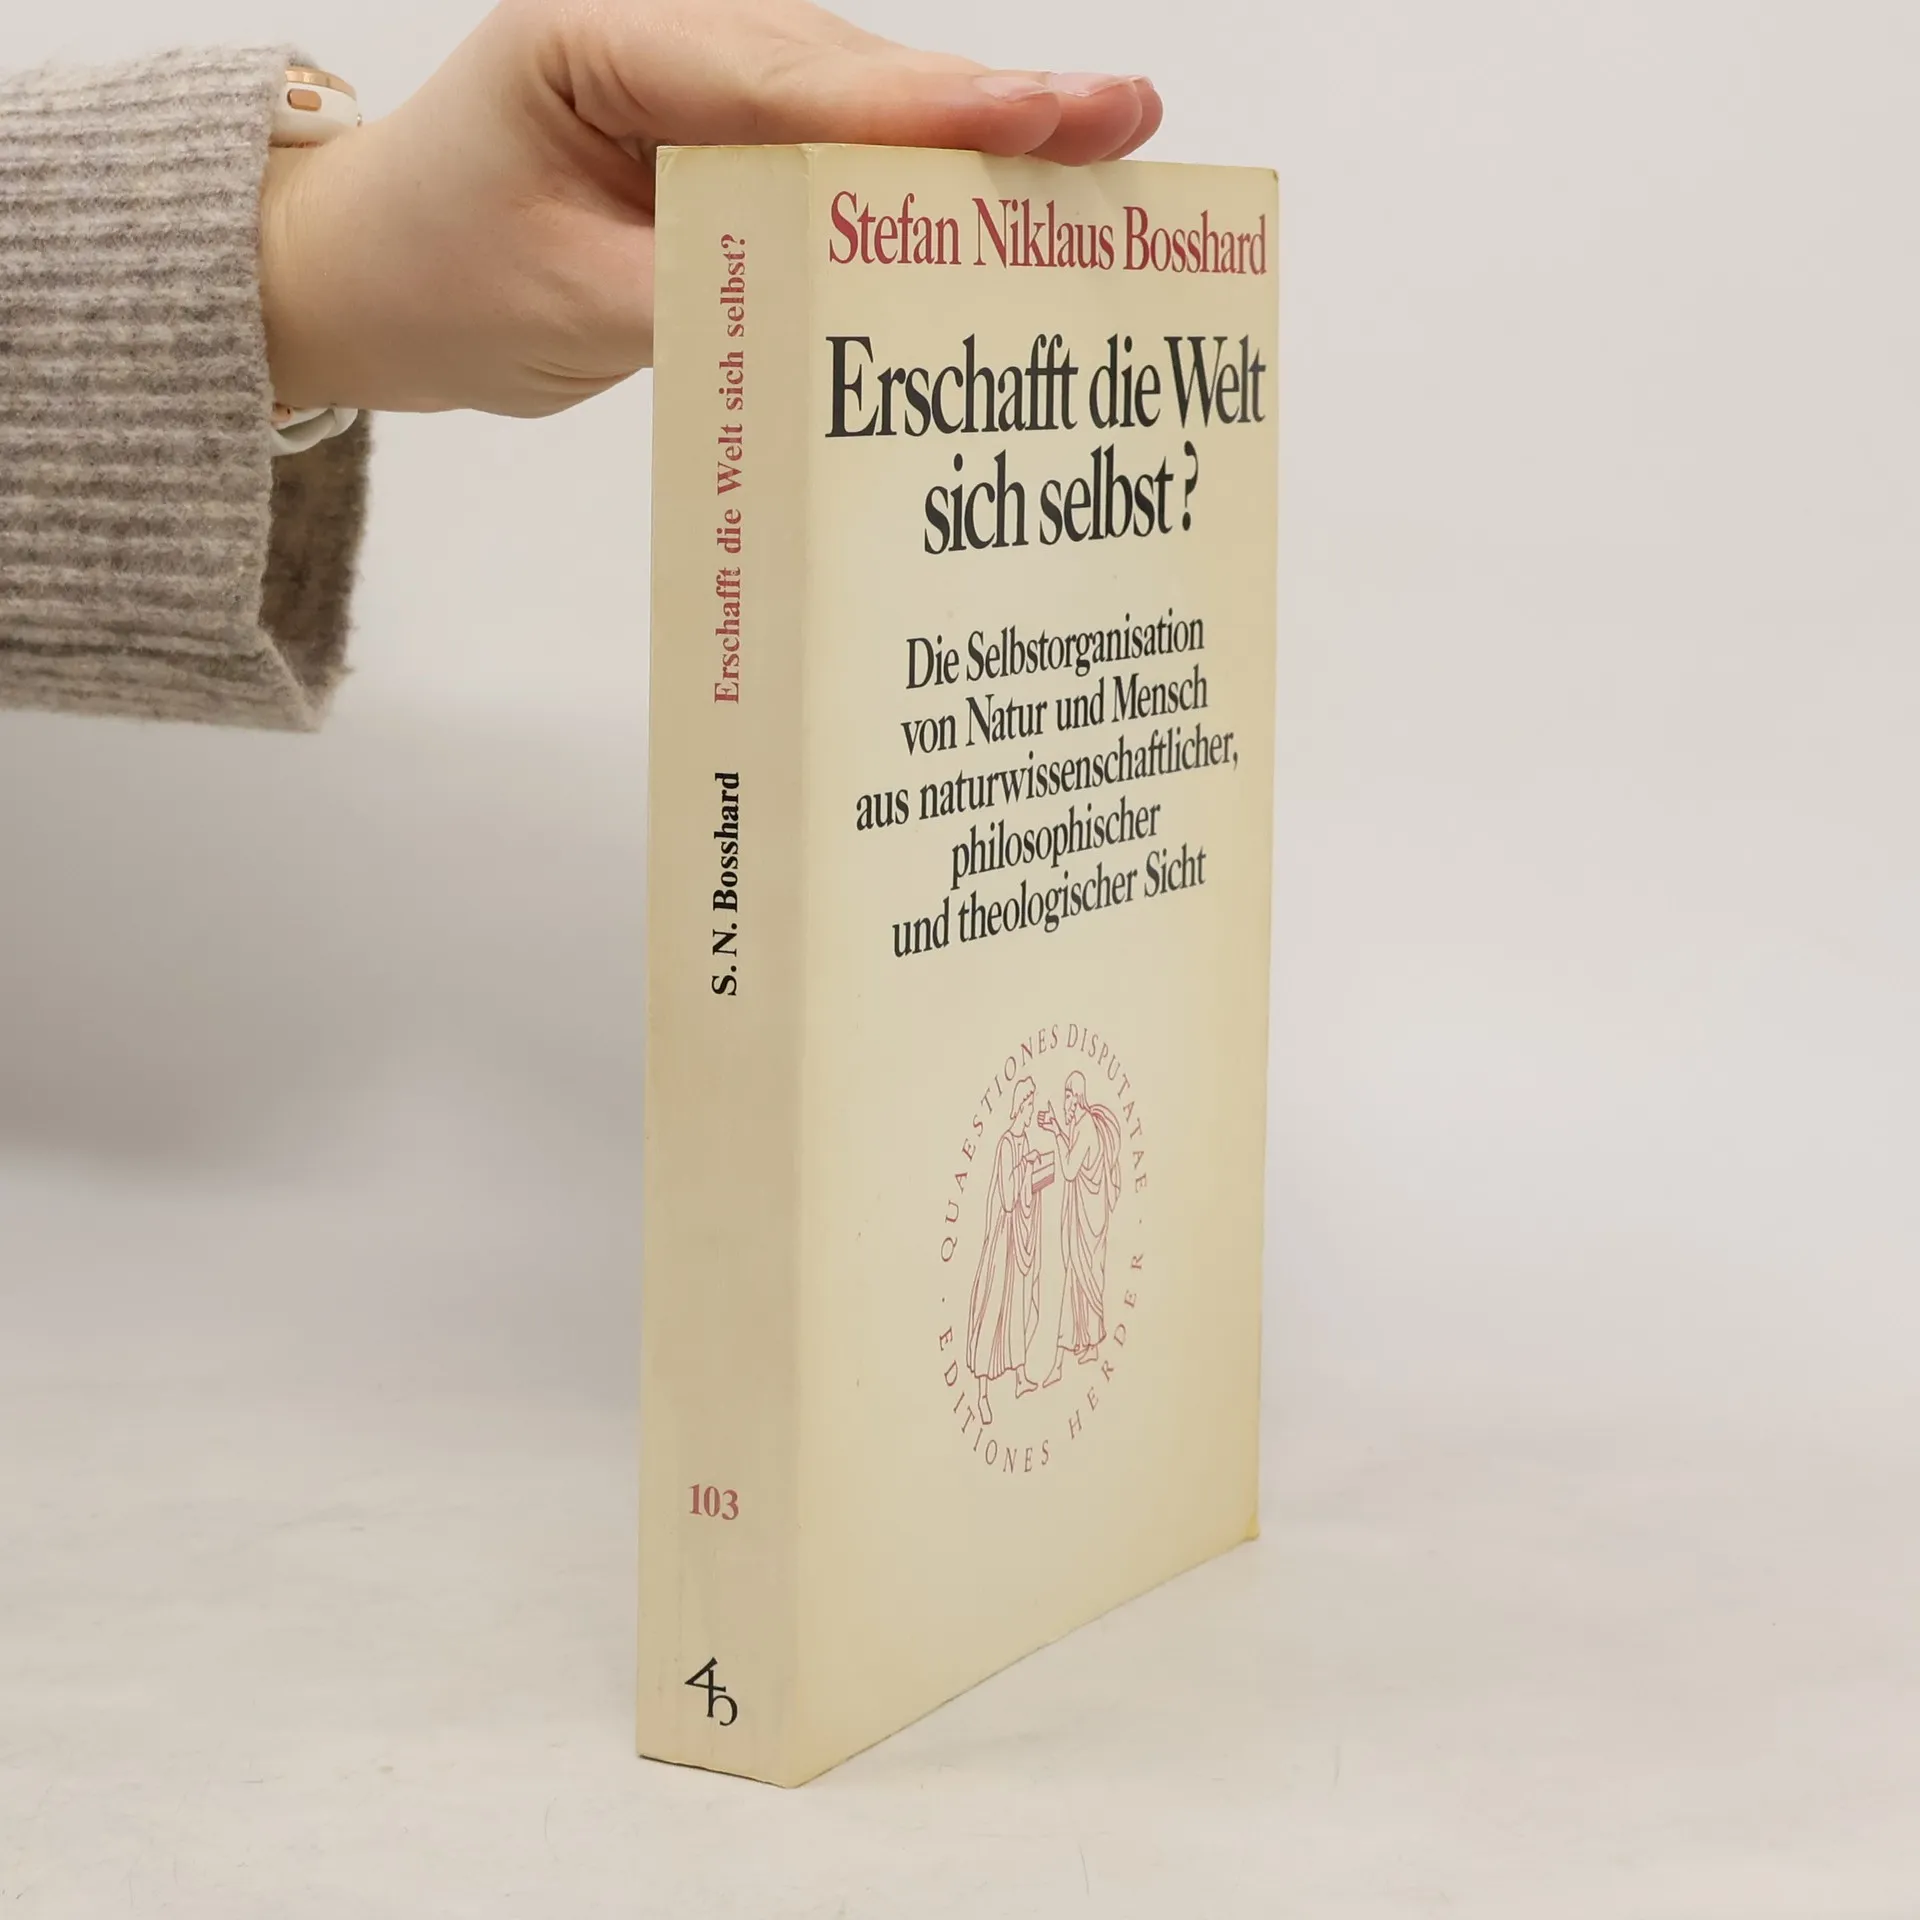 Stefan Niklaus Bosshard
Erschafft die Welt
sich selbst?
Die Selbstorganisation
von Natur und Mensch
aus naturwissenschaftlicher,
philosophischer
und theologischer Sicht
QUAESTIONES DISPUTATAE ·
EDITIONES HERDER ·
S. N. Bosshard Erschafft die Welt sich selbst?
103